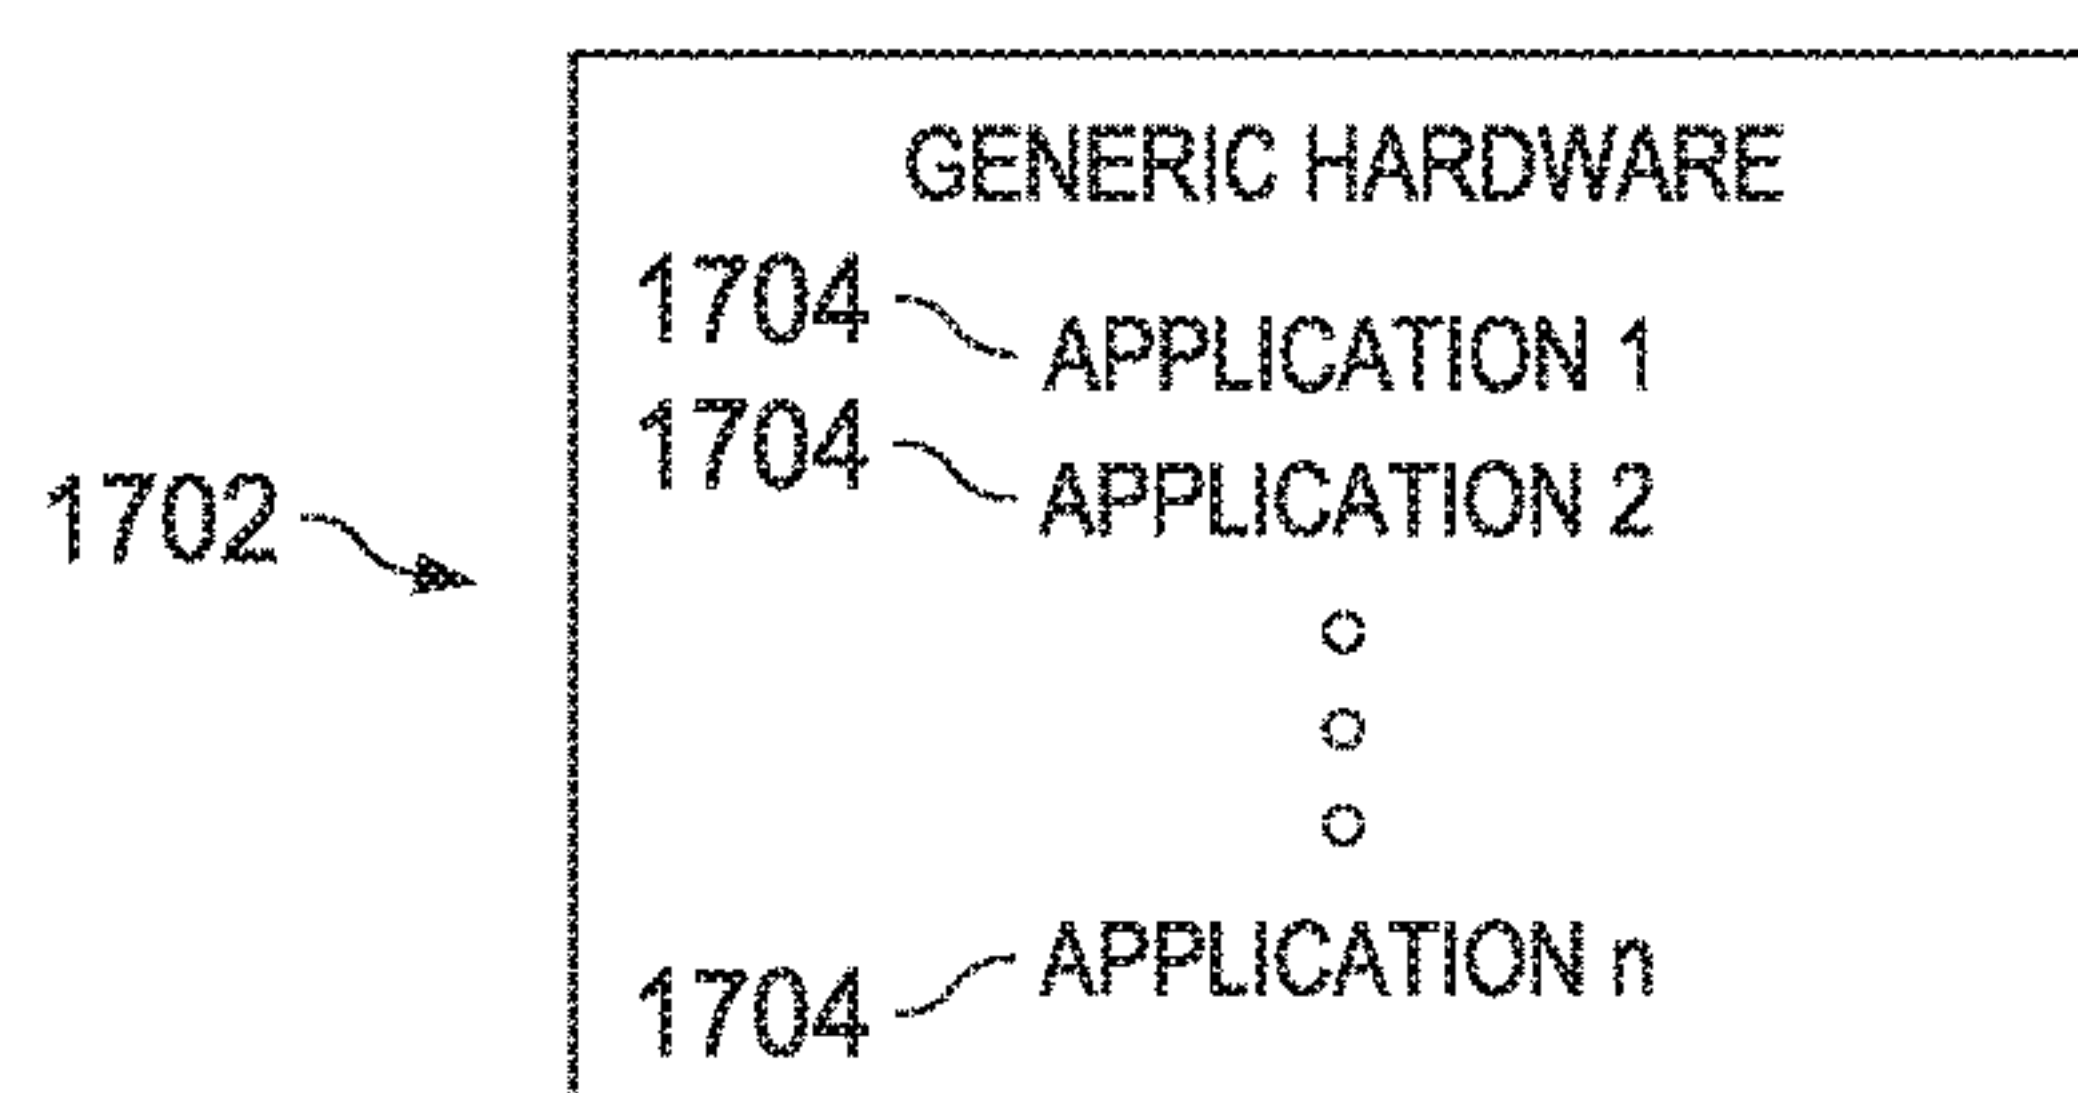 GENERIC HARDWARE
1704
APPLICATION 1
1704
APPLICATION 2
1702
APPLICATION n
1704